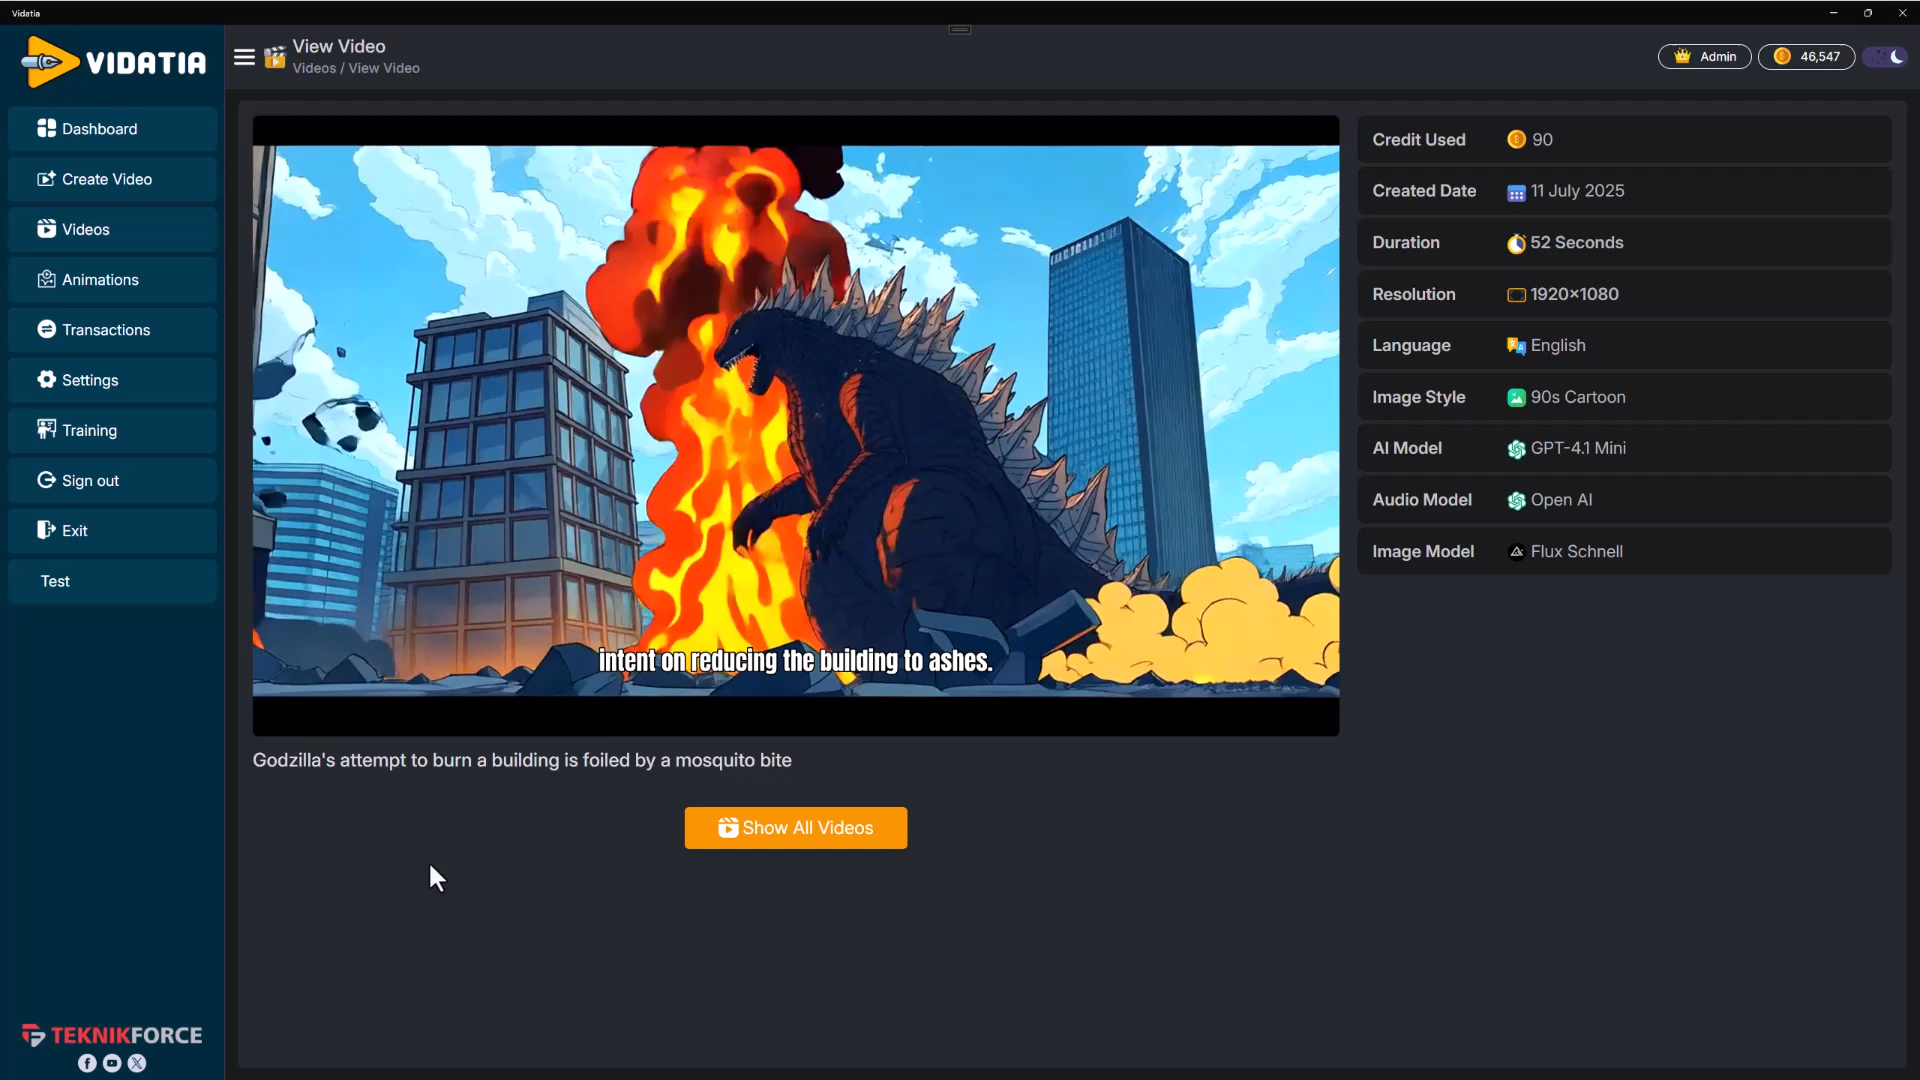 Vidatia
VIDATIA
View Video
Videos / View Video
Admin
46,547
Dashboard
Create Video
Videos
Animations
Transactions
Settings
Training
Sign out
Exit
Test
intent on reducing the building to ashes.
Godzilla's attempt to burn a building is foiled by a mosquito bite
Show All Videos
Credit Used 90
Created Date 11 July 2025
Duration 52 Seconds
Resolution 1920×1080
Language English
Image Style 90s Cartoon
AI Model GPT-4.1 Mini
Audio Model Open AI
Image Model Flux Schnell
TEKNIKFORCE